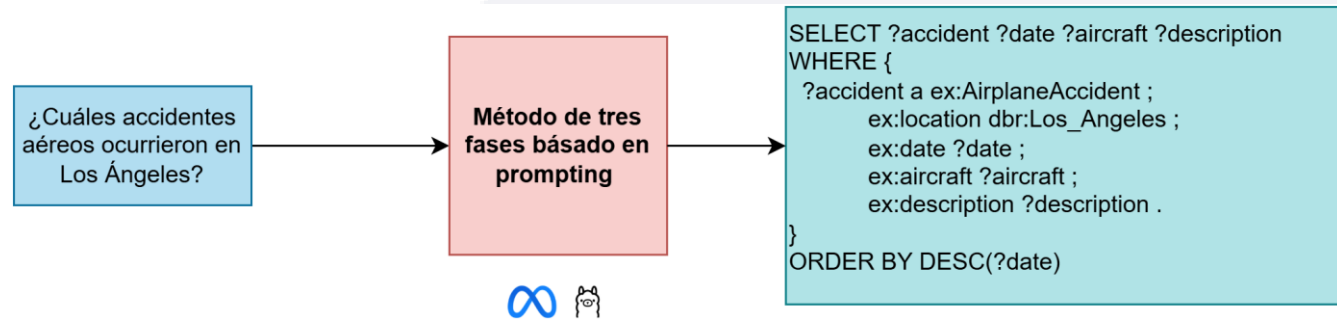 ¿Cuáles accidentes
aéreos ocurrieron en
Los Ángeles?
Método de tres
fases básado en
prompting
SELECT ?accident ?date ?aircraft ?description
WHERE {
?accident a ex:AirplaneAccident ;
ex:location dbr:Los_Angeles ;
ex:date ?date ;
ex:aircraft ?aircraft ;
ex:description ?description .
}
ORDER BY DESC(?date)